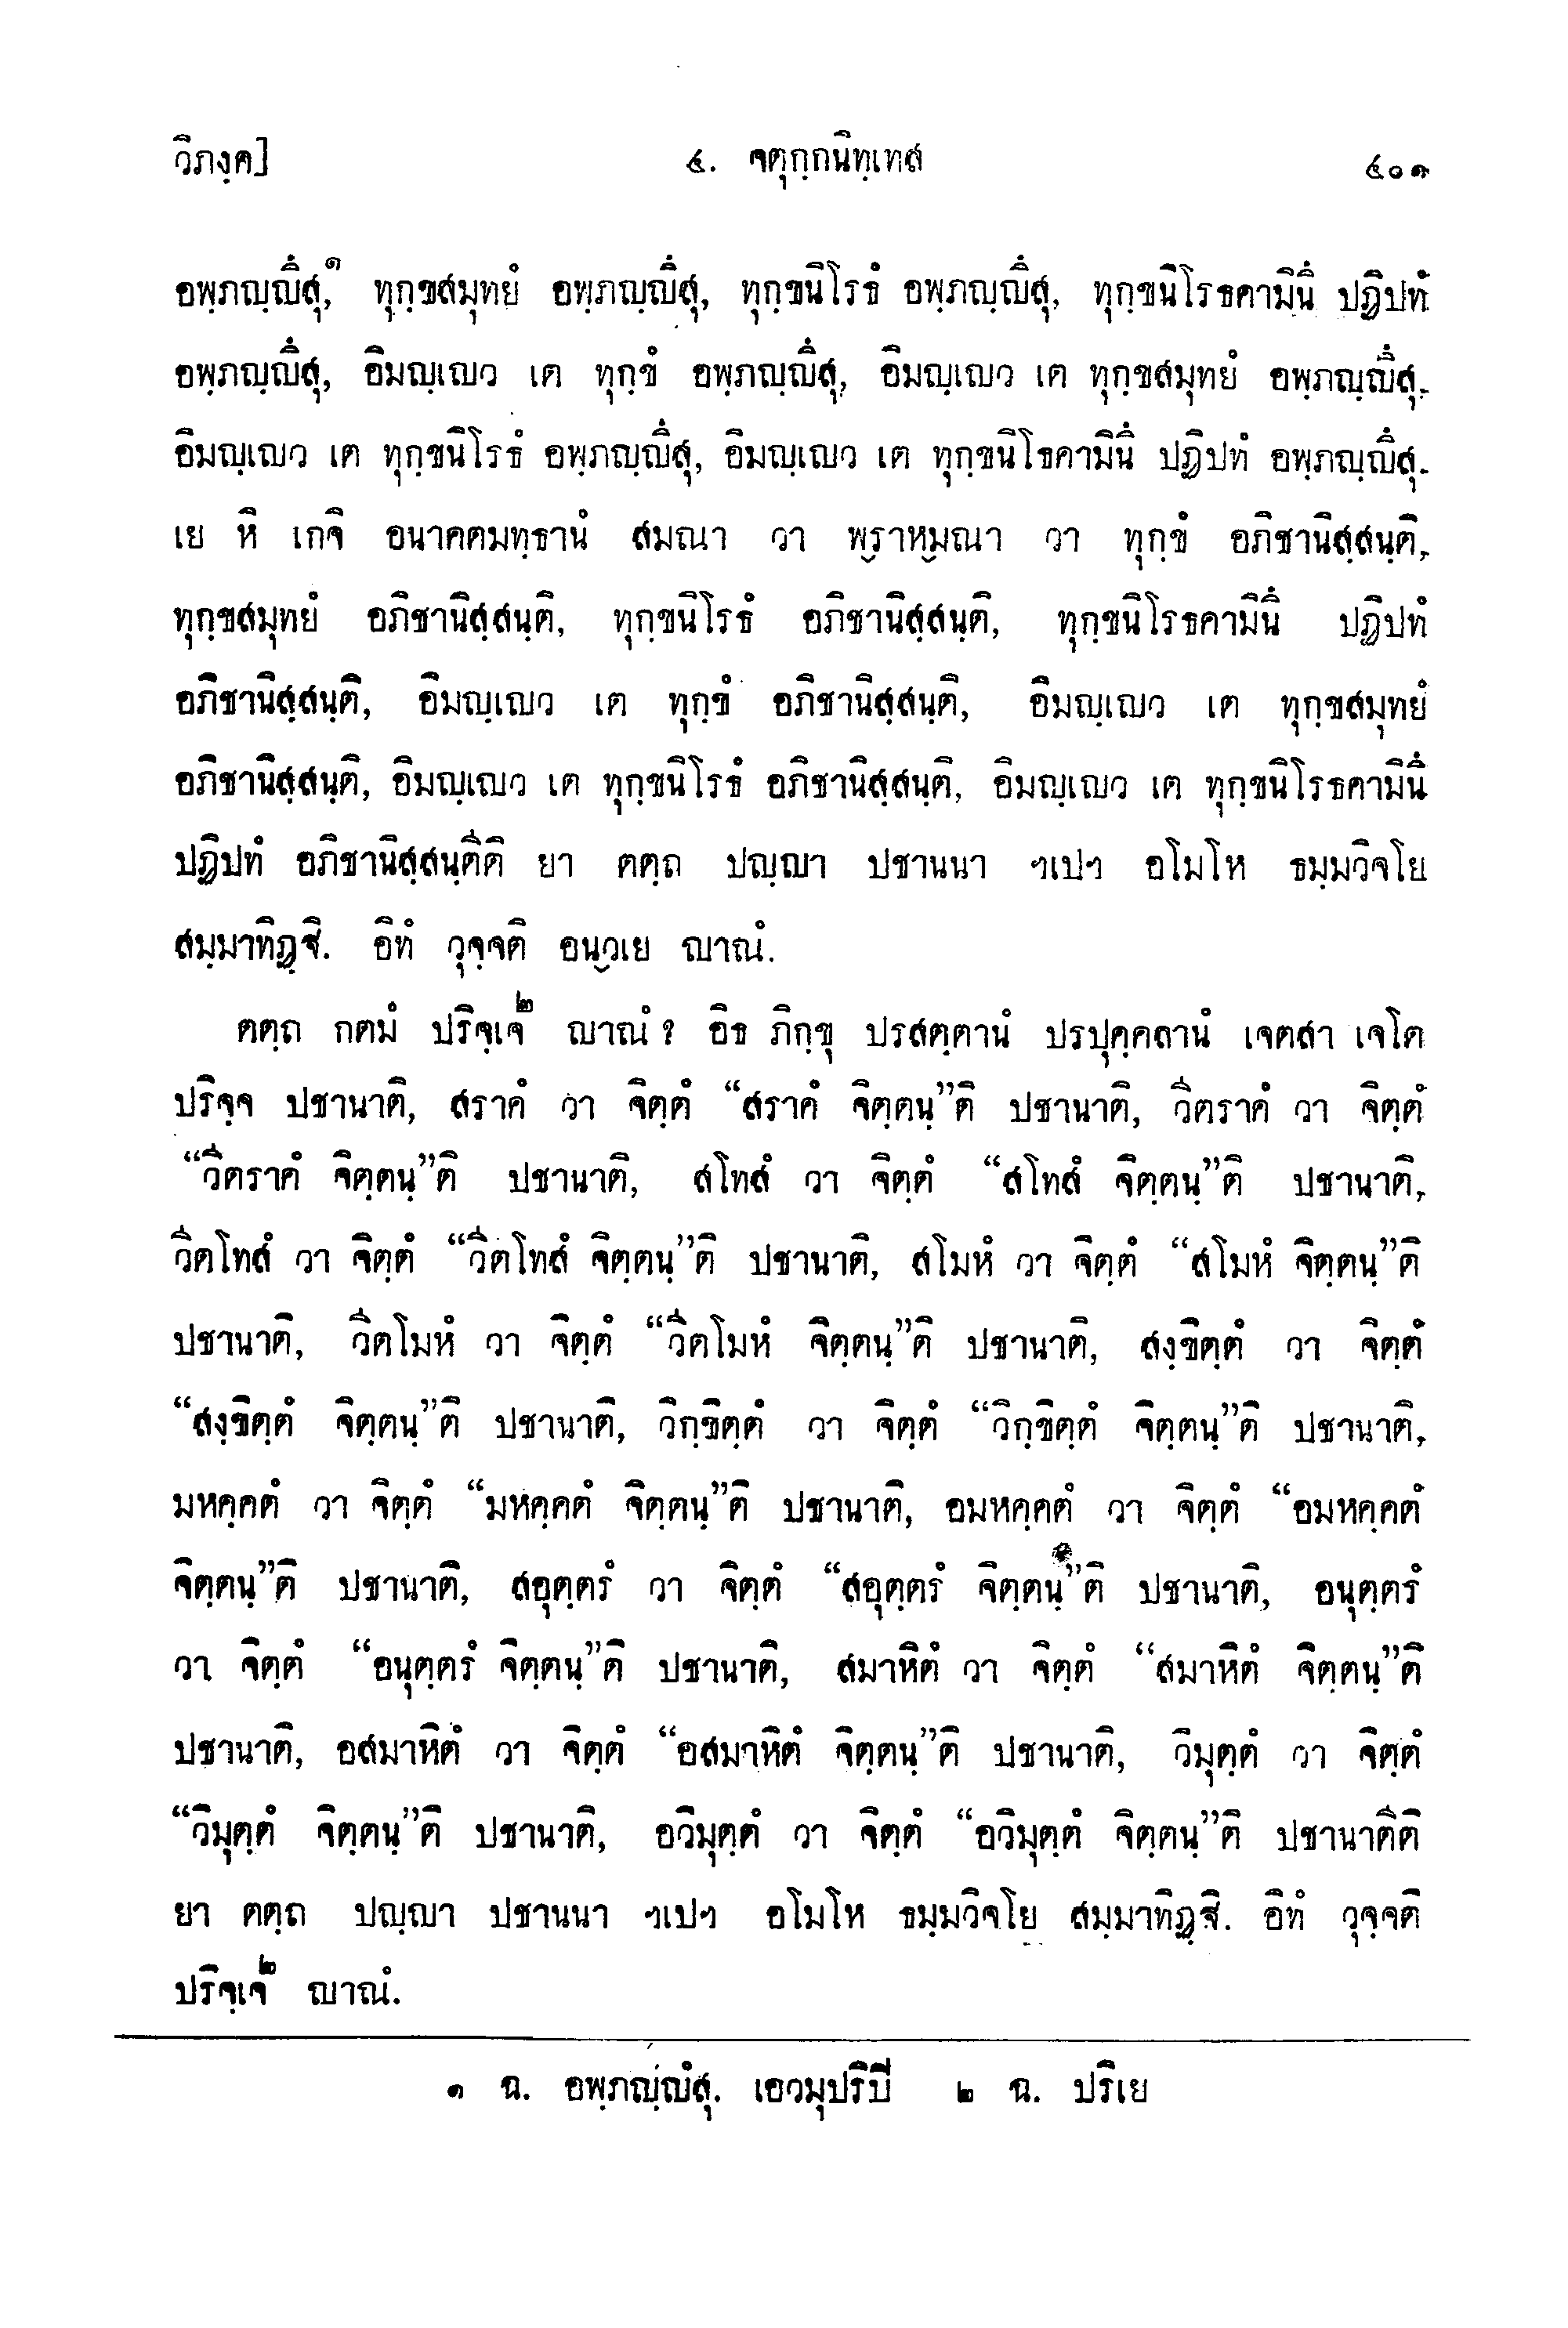 วิภงฺค]
๔. จตุกฺกนิทฺเทส
๔๐๑
อพฺภญฺญึสุ,๑ ทุกฺขสมุทยํ อพฺภญฺญึสุ, ทุกฺขนิโรธํ อพฺภญฺญึสุ, ทุกฺขนิโรธคามินึ ปฏิปทํ
อพฺภญฺญึสุ, อิมญฺเญว เต ทุกฺขํ อพฺภญฺญึสุ, อิมญฺเญว เต ทุกฺขสมุทยํ อพฺภญฺญึสุ,
อิมญฺเญว เต ทุกฺขนิโรธํ อพฺภญฺญึสุ, อิมญฺเญว เต ทุกฺขนิโธคามินึ ปฏิปทํ อพฺภญฺญึสุ.
เย หิ เกจิ อนาคตมทฺธานํ สมณา วา พฺราหฺมณา วา ทุกฺขํ อภิชานิสฺสนฺติ,
ทุกฺขสมุทยํ อภิชานิสฺสนฺติ, ทุกฺขนิโรธํ อภิชานิสฺสนฺติ, ทุกฺขนิโรธคามินึ ปฏิปทํ
อภิชานิสฺสนฺติ, อิมญฺเญว เต ทุกฺขํ อภิชานิสฺสนฺติ, อิมญฺเญว เต ทุกฺขสมุทยํ
อภิชานิสฺสนฺติ, อิมญฺเญว เต ทุกฺขนิโรธํ อภิชานิสฺสนฺติ, อิมญฺเญว เต ทุกฺขนิโรธคามินึ
ปฏิปทํ อภิชานิสฺสนฺตีติ ยา ตตฺถ ปญฺญา ปชานนา ฯเปฯ อโมโห ธมฺมวิจโย
สมฺมาทิฏฺฐิ. อิทํ วุจฺจติ อนฺวเย ญาณํ.
ตตฺถ กตมํ ปริจฺเจ๒ ญาณํ? อิธ ภิกฺขุ ปรสตฺตานํ ปรปุคฺคลานํ เจตสา เจโต
ปริจฺจ ปชานาติ, สราคํ วา จิตฺตํ “สราคํ จิตฺตนฺ”ติ ปชานาติ, วีตราคํ วา จิตฺตํ
“วีตราคํ จิตฺตนฺ”ติ ปชานาติ, สโทสํ วา จิตฺตํ “สโทสํ จิตฺตนฺ”ติ ปชานาติ,
วีตโทสํ วา จิตฺตํ “วีตโทสํ จิตฺตนฺ”ติ ปชานาติ, สโมหํ วา จิตฺตํ “สโมหํ จิตฺตนฺ”ติ
ปชานาติ, วีตโมหํ วา จิตฺตํ “วีตโมหํ จิตฺตนฺ”ติ ปชานาติ, สงฺขิตฺตํ วา จิตฺตํ
“สงฺขิตฺตํ จิตฺตนฺ”ติ ปชานาติ, วิกฺขิตฺตํ วา จิตฺตํ “วิกฺขิตฺตํ จิตฺตนฺ”ติ ปชานาติ,
มหคฺคตํ วา จิตฺตํ “มหคฺคตํ จิตฺตนฺ”ติ ปชานาติ, อมหคฺคตํ วา จิตฺตํ “อมหคฺคตํ
จิตฺตนฺ”ติ ปชานาติ, สอุตฺตรํ วา จิตฺตํ “สอุตฺตรํ จิตฺตนฺ”ติ ปชานาติ, อนุตฺตรํ
วา จิตฺตํ “อนุตฺตรํ จิตฺตนฺ”ติ ปชานาติ, สมาหิตํ วา จิตฺตํ “สมาหิตํ จิตฺตนฺ”ติ
ปชานาติ, อสมาหิตํ วา จิตฺตํ “อสมาหิตํ จิตฺตนฺ”ติ ปชานาติ, วิมุตฺตํ วา จิตฺตํ
“วิมุตฺตํ จิตฺตนฺ”ติ ปชานาติ, อวิมุตฺตํ วา จิตฺตํ “อวิมุตฺตํ จิตฺตนฺ”ติ ปชานาตีติ
ยา ตตฺถ ปญฺญา ปชานนา ฯเปฯ อโมโห ธมฺมวิจโย สมฺมาทิฏฺฐิ. อิทํ วุจฺจติ
ปริจฺเจ๒ ญาณํ.
๑ ฉ. อพฺภญฺญํสุ. เอวมุปริปี ๒ ฉ. ปริเย